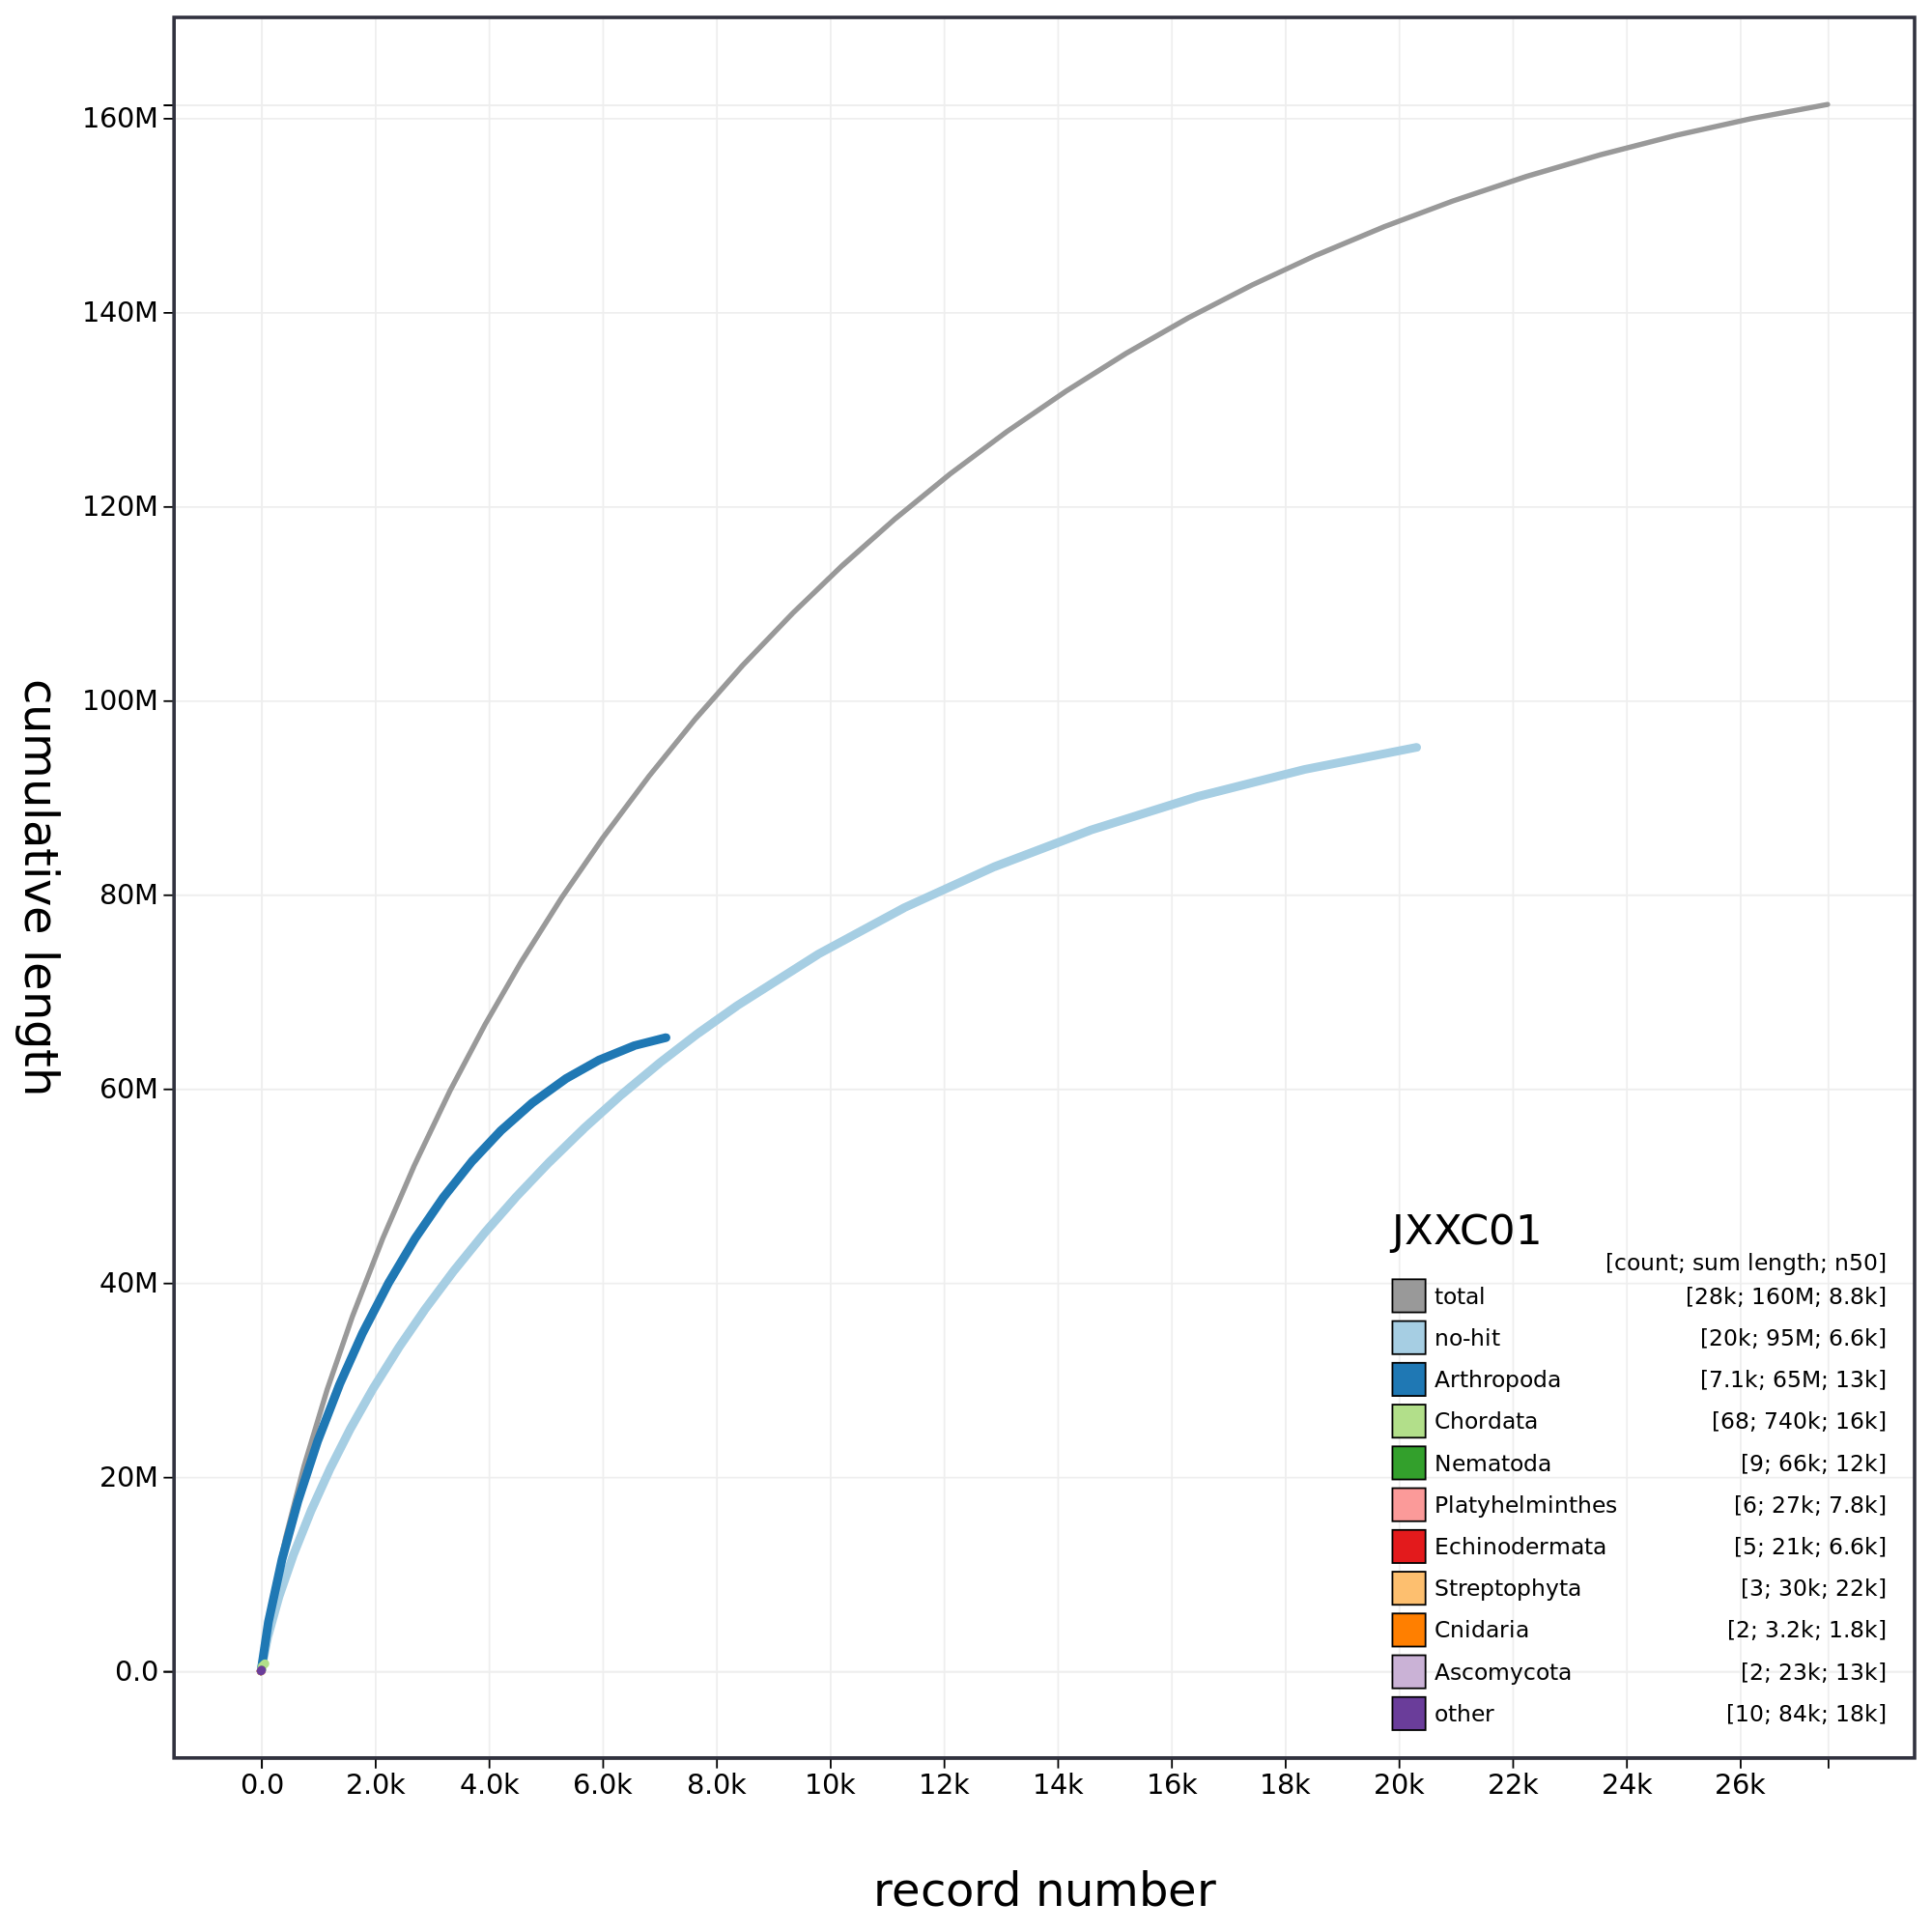 160M
140M
120M
100M
80M
60M
40M
20M
0.0
cumulative length
JXXC01
[count; sum length; n50]
total [28k; 160M; 8.8k]
no-hit [20k; 95M; 6.6k]
Arthropoda [7.1k; 65M; 13k]
Chordata [68; 740k; 16k]
Nematoda [9; 66k; 12k]
Platyhelminthes [6; 27k; 7.8k]
Echinodermata [5; 21k; 6.6k]
Streptophyta [3; 30k; 22k]
Cnidaria [2; 3.2k; 1.8k]
Ascomycota [2; 23k; 13k]
other [10; 84k; 18k]
0.0 2.0k 4.0k 6.0k 8.0k 10k 12k 14k 16k 18k 20k 22k 24k 26k
record number